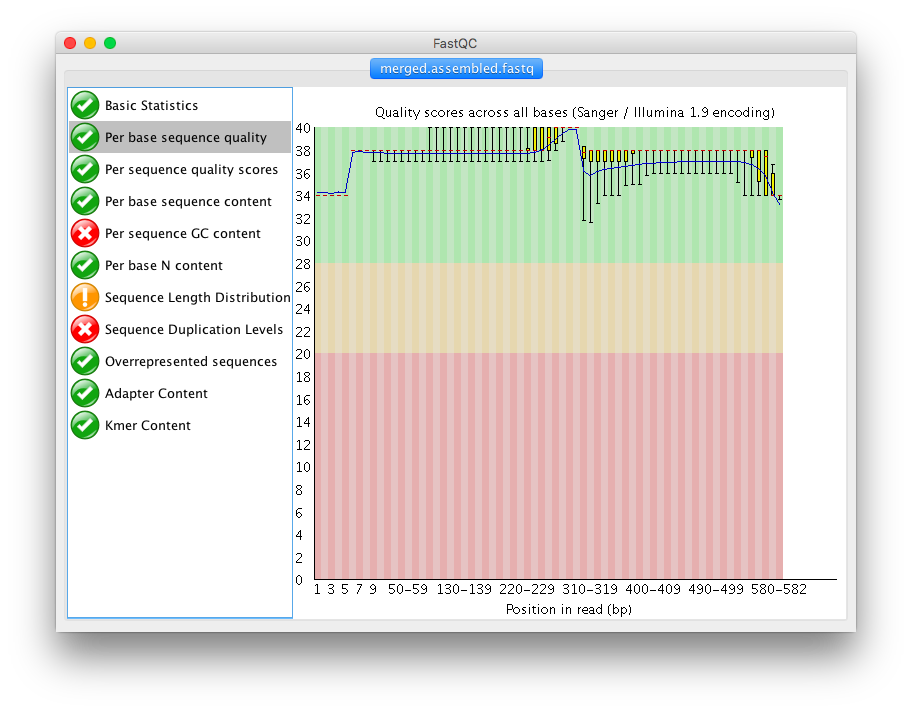 FastQC
merged.assembled.fastq
Basic Statistics
Per base sequence quality
Per sequence quality scores
Per base sequence content
Per sequence GC content
Per base N content
Sequence Length Distribution
Sequence Duplication Levels
Overrepresented sequences
Adapter Content
Kmer Content
Quality scores across all bases (Sanger / Illumina 1.9 encoding)
40
38
36
34
32
30
28
26
24
22
20
18
16
14
12
10
8
6
4
2
0
1 3 5 7 9 50-59 130-139 220-229 310-319 400-409 490-499 580-582
Position in read (bp)